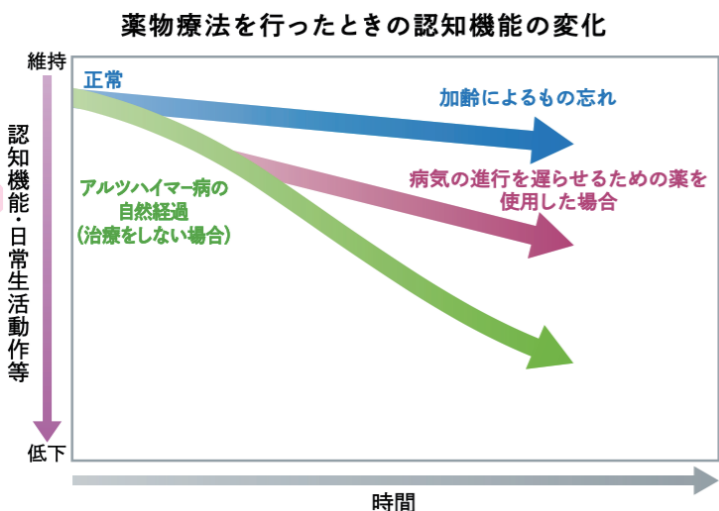 薬物療法を行ったときの認知機能の変化
維持
正常
加齢によるもの忘れ
認知機能・日常生活動作等
病気の進行を遅らせるための薬を
使用した場合
アルツハイマー病の
自然経過
(治療をしない場合)
低下
時間